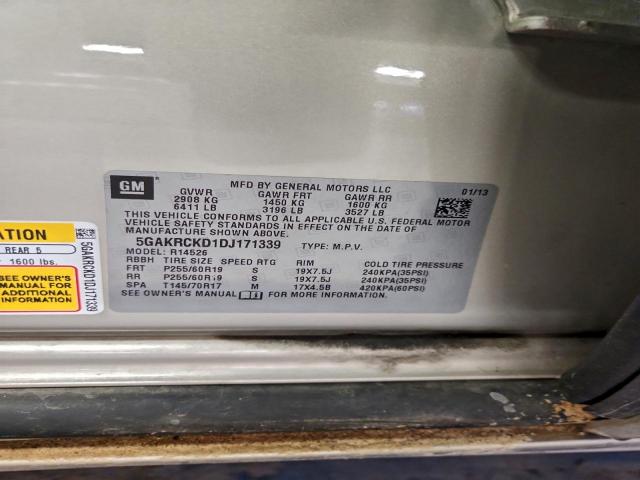 GM
MFD BY GENERAL MOTORS LLC
01/13
GVWR GAWR FRT GAWR RR
2908 KG 1450 KG 1600 KG
6411 LB 3196 LB 3527 LB
THIS VEHICLE CONFORMS TO ALL APPLICABLE U.S. FEDERAL MOTOR
VEHICLE SAFETY STANDARDS IN EFFECT ON THE DATE OF
MANUFACTURE SHOWN ABOVE.
5GAKRCKD1DJ171339 TYPE: M.P.V.
MODEL: R14526
RBBH TIRE SIZE SPEED RTG RIM COLD TIRE PRESSURE
FRT P255/60R19 S 19X7.5J 240KPA(35PSI)
RR P255/60R19 S 19X7.5J 240KPA(35PSI)
SPA T145/70R17 M 17X4.5B 420KPA(60PSI)
SEE OWNER'S MANUAL FOR MORE INFORMATION.
ATION
REAR 5
1600 lbs.
SEE OWNER'S
MANUAL FOR
ADDITIONAL
INFORMATION
5GAKRCKD1DJ171339